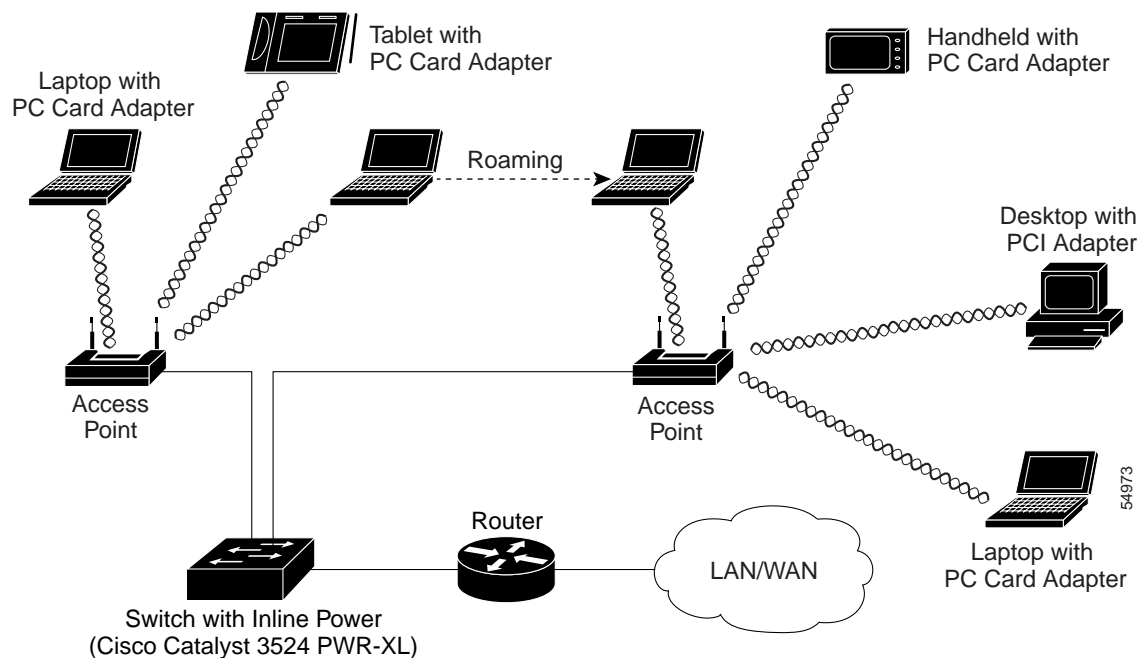 Tablet with
PC Card Adapter
Handheld with
PC Card Adapter
Laptop with
PC Card Adapter
Roaming
Desktop with
PCI Adapter
Access
Point
Access
Point
54973
Router
LAN/WAN
Laptop with
PC Card Adapter
Switch with Inline Power
(Cisco Catalyst 3524 PWR-XL)